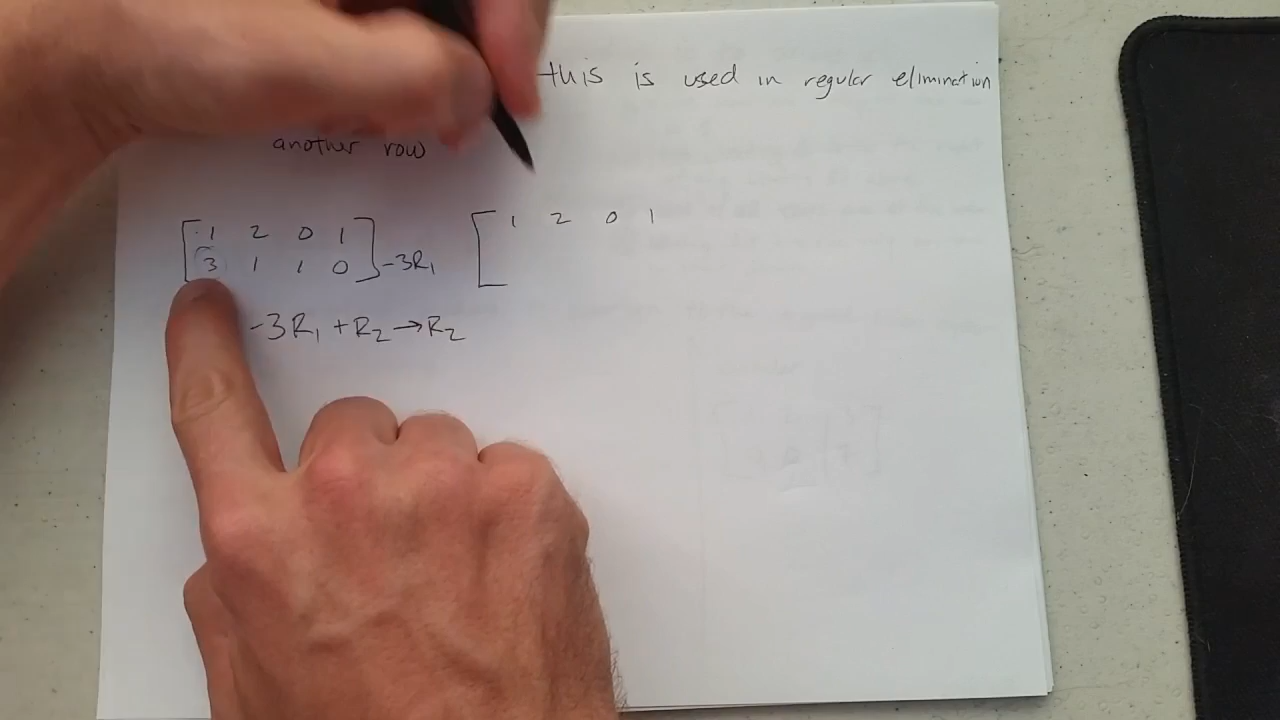 this is used in regular elimination
another row
[1 2 0 1
3 1 1 0] -3R₁
[1 2 0 1
-3R₁ + R₂ → R₂